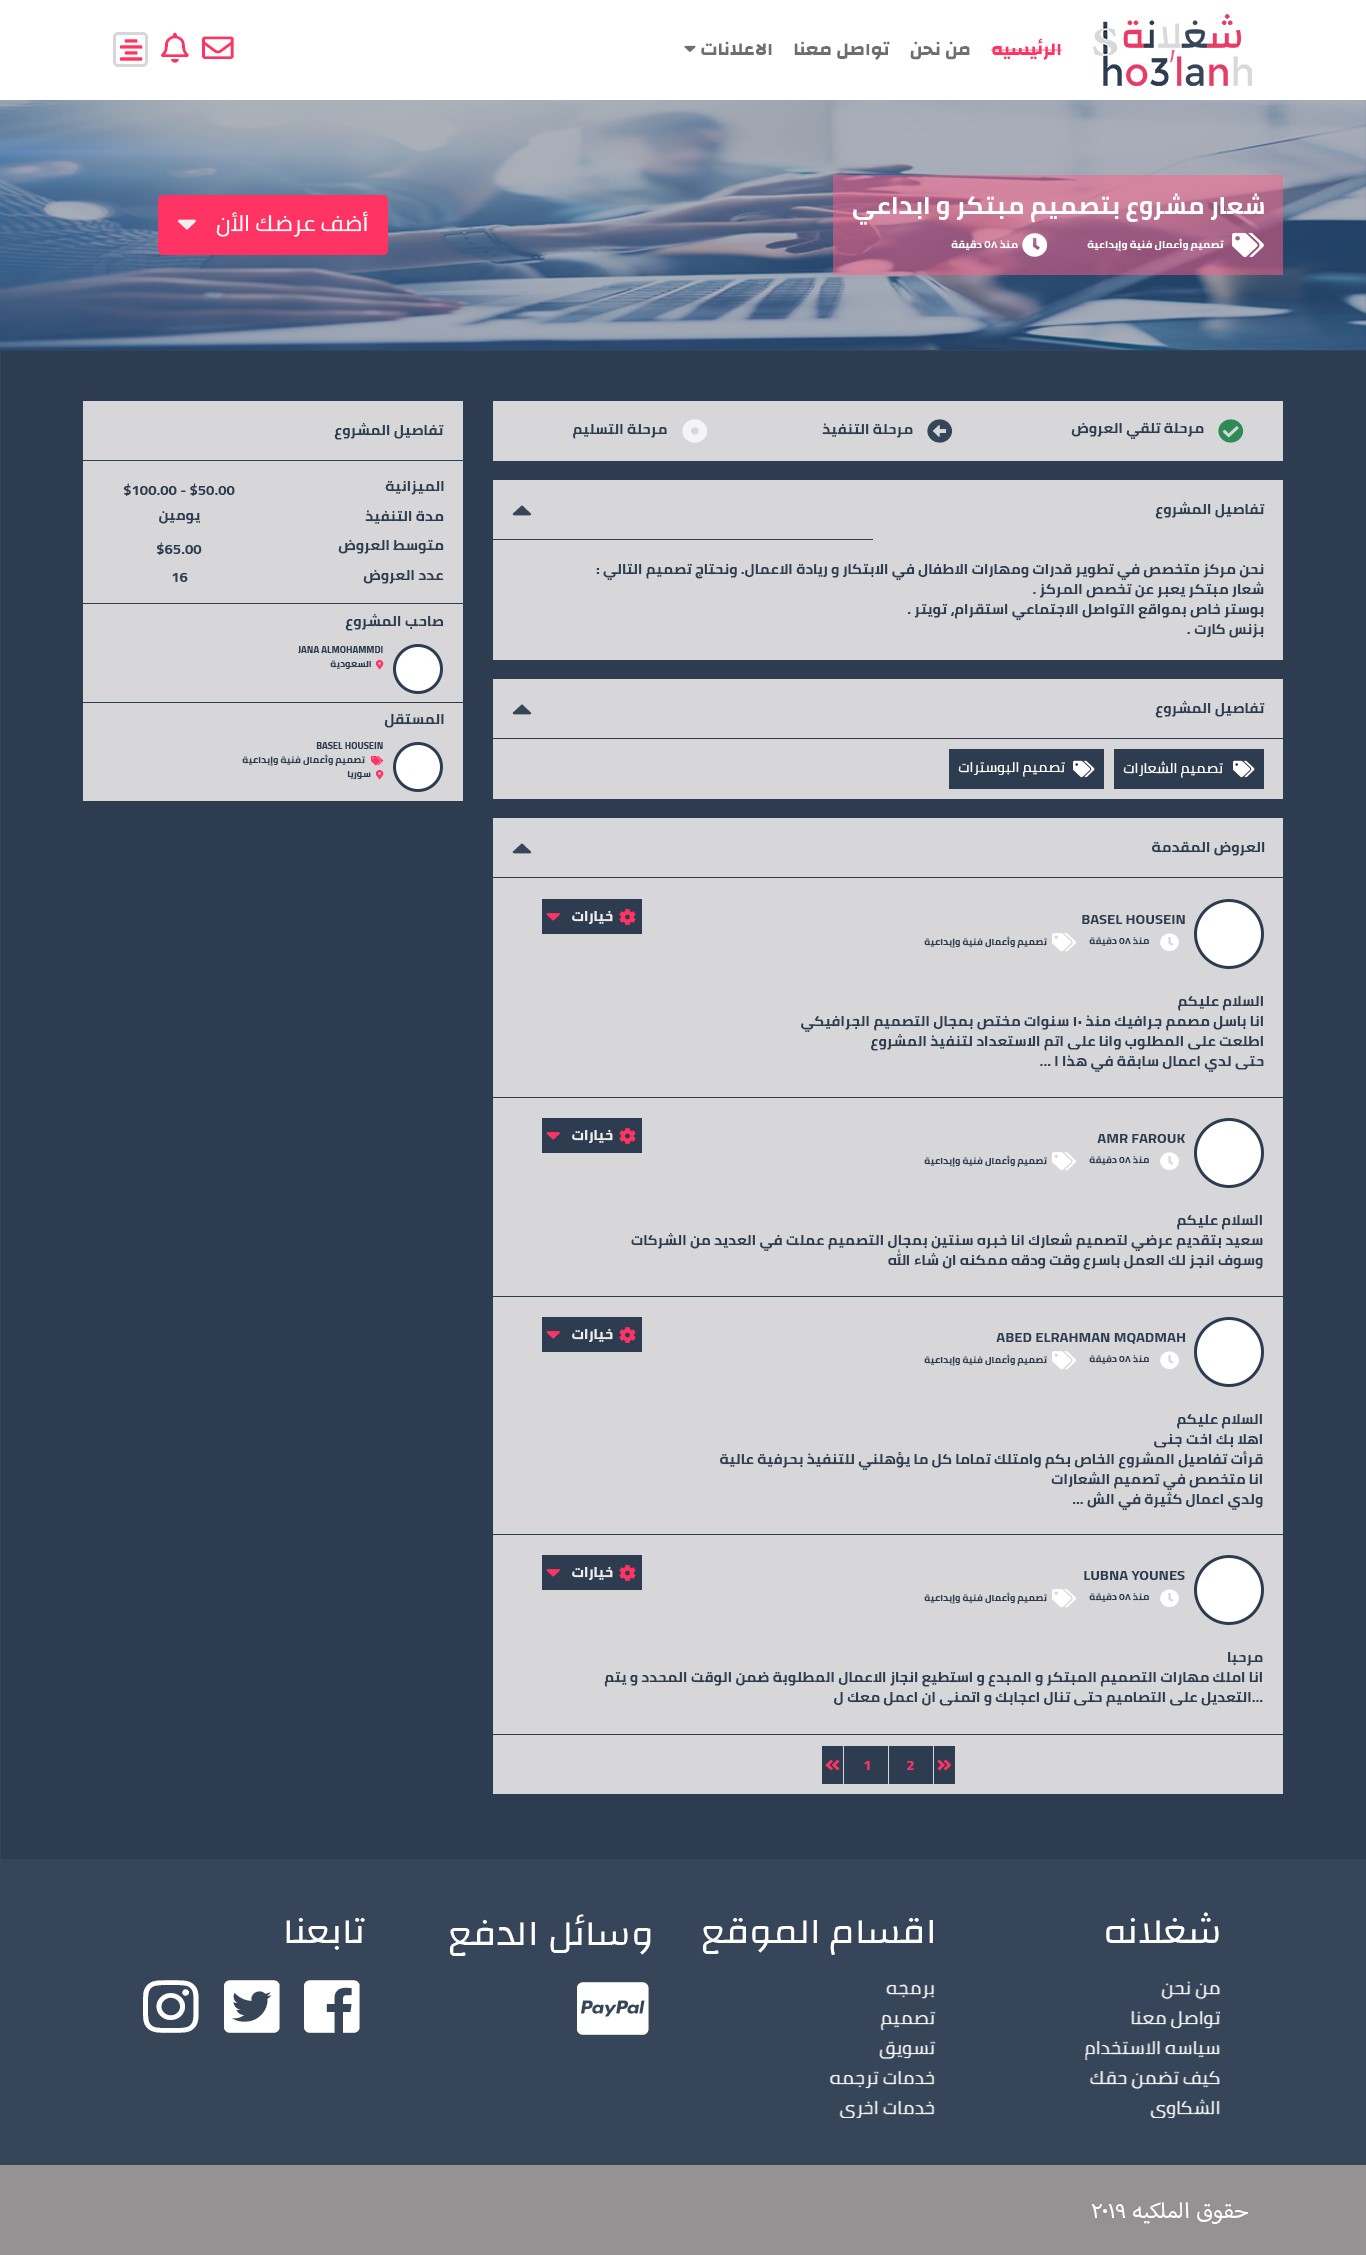 شغلانة
$ho3'lanh
الرئيسيه
من نحن
تواصل معنا
الاعلانات
شعار مشروع بتصميم مبتكر و ابداعي
تصميم وأعمال فنية وإبداعية
منذ ٥٨ دقيقة
أضف عرضك الأن
مرحلة تلقي العروض
مرحلة التنفيذ
مرحلة التسليم
تفاصيل المشروع
نحن مركز متخصص في تطوير قدرات ومهارات الاطفال في الابتكار و ريادة الاعمال. ونحتاج تصميم التالي :
شعار مبتكر يعبر عن تخصص المركز .
بوستر خاص بمواقع التواصل الاجتماعي استقرام, تويتر .
بزنس كارت .
تفاصيل المشروع
تصميم الشعارات
تصميم البوسترات
العروض المقدمة
BASEL HOUSEIN
منذ ٥٨ دقيقة
تصميم وأعمال فنية وإبداعية
خيارات
السلام عليكم
انا باسل مصمم جرافيك منذ ١٠ سنوات مختص بمجال التصميم الجرافيكي
اطلعت على المطلوب وانا على اتم الاستعداد لتنفيذ المشروع
حتى لدي اعمال سابقة في هذا ا ...
AMR FAROUK
منذ ٥٨ دقيقة
تصميم وأعمال فنية وإبداعية
خيارات
السلام عليكم
سعيد بتقديم عرضي لتصميم شعارك انا خبره سنتين بمجال التصميم عملت في العديد من الشركات
وسوف انجز لك العمل باسرع وقت ودقه ممكنه ان شاء الله
ABED ELRAHMAN MQADMAH
منذ ٥٨ دقيقة
تصميم وأعمال فنية وإبداعية
خيارات
السلام عليكم
اهلا بك اخت جنى
قرأت تفاصيل المشروع الخاص بكم وامتلك تماما كل ما يؤهلني للتنفيذ بحرفية عالية
انا متخصص في تصميم الشعارات
ولدي اعمال كثيرة في الش ...
LUBNA YOUNES
منذ ٥٨ دقيقة
تصميم وأعمال فنية وإبداعية
خيارات
مرحبا
انا املك مهارات التصميم المبتكر و المبدع و استطيع انجاز الاعمال المطلوبة ضمن الوقت المحدد و يتم
...التعديل على التصاميم حتى تنال اعجابك و اتمنى ان اعمل معك ل
« 1 2 »
تفاصيل المشروع
الميزانية
$100.00 - $50.00
مدة التنفيذ
يومين
متوسط العروض
$65.00
عدد العروض
16
صاحب المشروع
JANA ALMOHAMMDI
السعودية
المستقل
BASEL HOUSEIN
تصميم وأعمال فنية وإبداعية
سوريا
شغلانه
من نحن
تواصل معنا
سياسه الاستخدام
كيف تضمن حقك
الشكاوى
اقسام الموقع
برمجه
تصميم
تسويق
خدمات ترجمه
خدمات اخرى
وسائل الدفع
PayPal
تابعنا
حقوق الملكيه ٢٠١٩